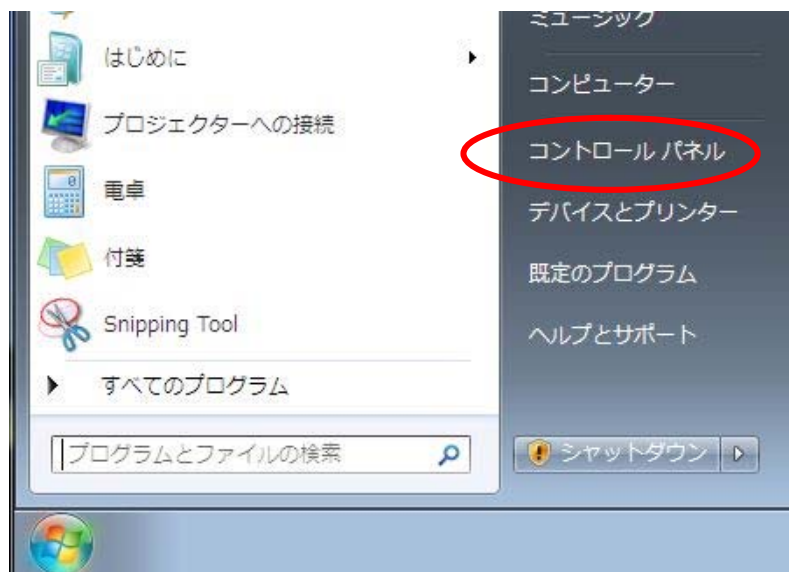 はじめに
プロジェクターへの接続
電卓
付箋
Snipping Tool
すべてのプログラム
プログラムとファイルの検索
ミュージック
コンピューター
コントロール パネル
デバイスとプリンター
既定のプログラム
ヘルプとサポート
シャットダウン